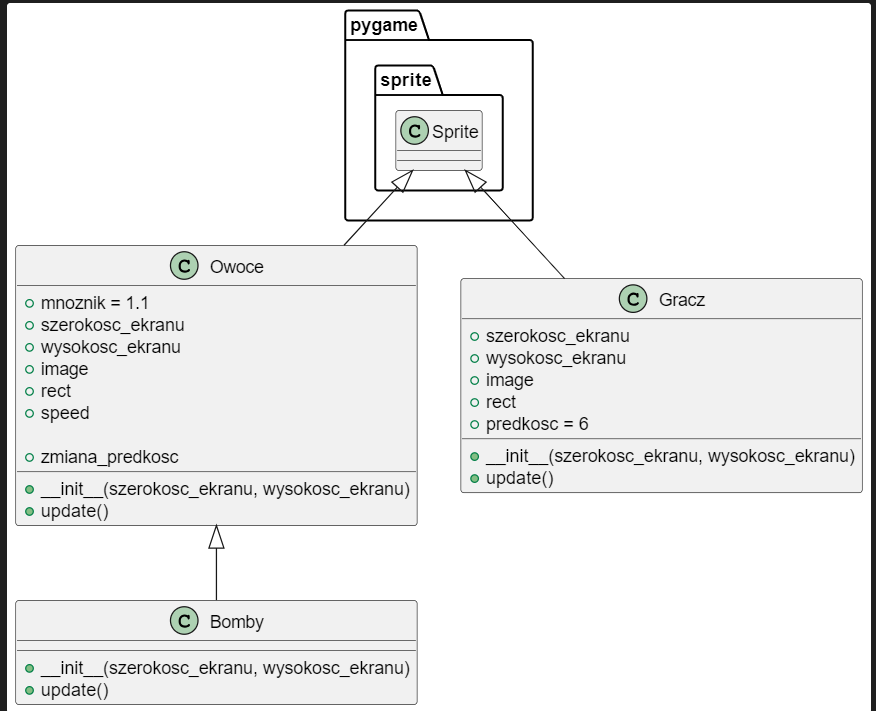 pygame
sprite
C Sprite
C Owoce
mnoznik = 1.1
szerokosc_ekranu
wysokosc_ekranu
image
rect
speed
zmiana_predkosc
__init__(szerokosc_ekranu, wysokosc_ekranu)
update()
C Gracz
szerokosc_ekranu
wysokosc_ekranu
image
rect
predkosc = 6
__init__(szerokosc_ekranu, wysokosc_ekranu)
update()
C Bomby
__init__(szerokosc_ekranu, wysokosc_ekranu)
update()